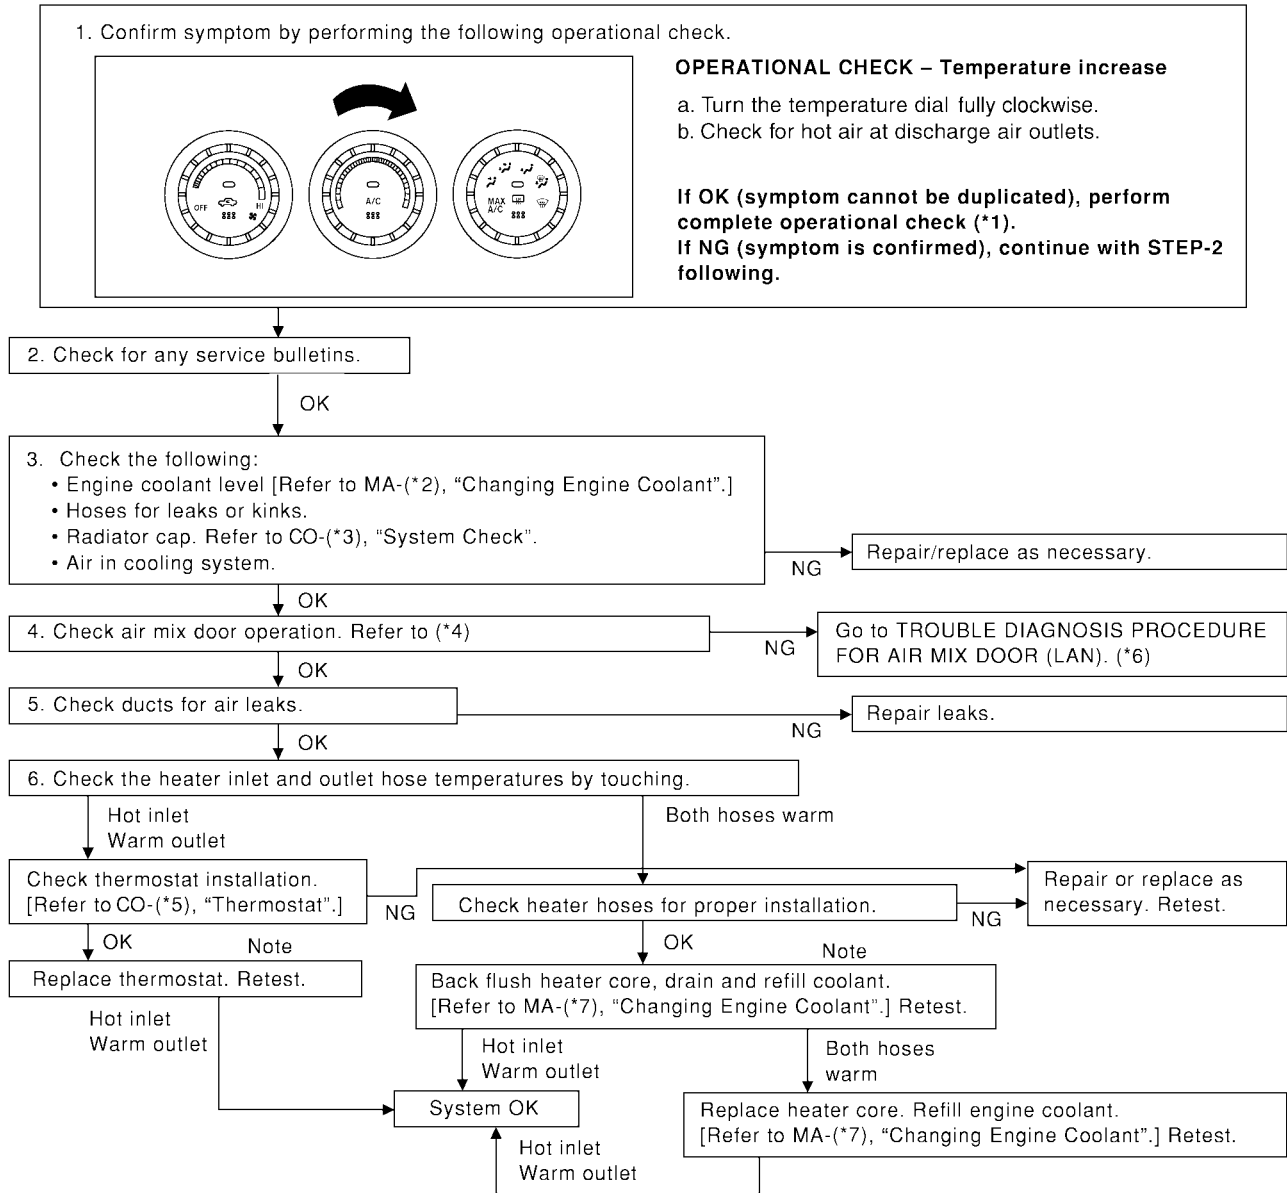 1. Confirm symptom by performing the following operational check.
OFF
HI
A/C
MAX
A/C
OPERATIONAL CHECK – Temperature increase
a. Turn the temperature dial fully clockwise.
b. Check for hot air at discharge air outlets.
If OK (symptom cannot be duplicated), perform
complete operational check (*1).
If NG (symptom is confirmed), continue with STEP-2
following.
2. Check for any service bulletins.
OK
3. Check the following:
• Engine coolant level [Refer to MA-(*2), “Changing Engine Coolant”.]
• Hoses for leaks or kinks.
• Radiator cap. Refer to CO-(*3), “System Check”.
• Air in cooling system.
NG
Repair/replace as necessary.
OK
4. Check air mix door operation. Refer to (*4)
NG
Go to TROUBLE DIAGNOSIS PROCEDURE
FOR AIR MIX DOOR (LAN). (*6)
OK
5. Check ducts for air leaks.
NG
Repair leaks.
OK
6. Check the heater inlet and outlet hose temperatures by touching.
Hot inlet
Warm outlet
Both hoses warm
Check thermostat installation.
[Refer to CO-(*5), “Thermostat”.]
NG
Check heater hoses for proper installation.
NG
Repair or replace as
necessary. Retest.
OK
Note
Replace thermostat. Retest.
OK
Note
Back flush heater core, drain and refill coolant.
[Refer to MA-(*7), “Changing Engine Coolant”.] Retest.
Hot inlet
Warm outlet
Hot inlet
Warm outlet
Both hoses
warm
System OK
Replace heater core. Refill engine coolant.
[Refer to MA-(*7), “Changing Engine Coolant”.] Retest.
Hot inlet
Warm outlet